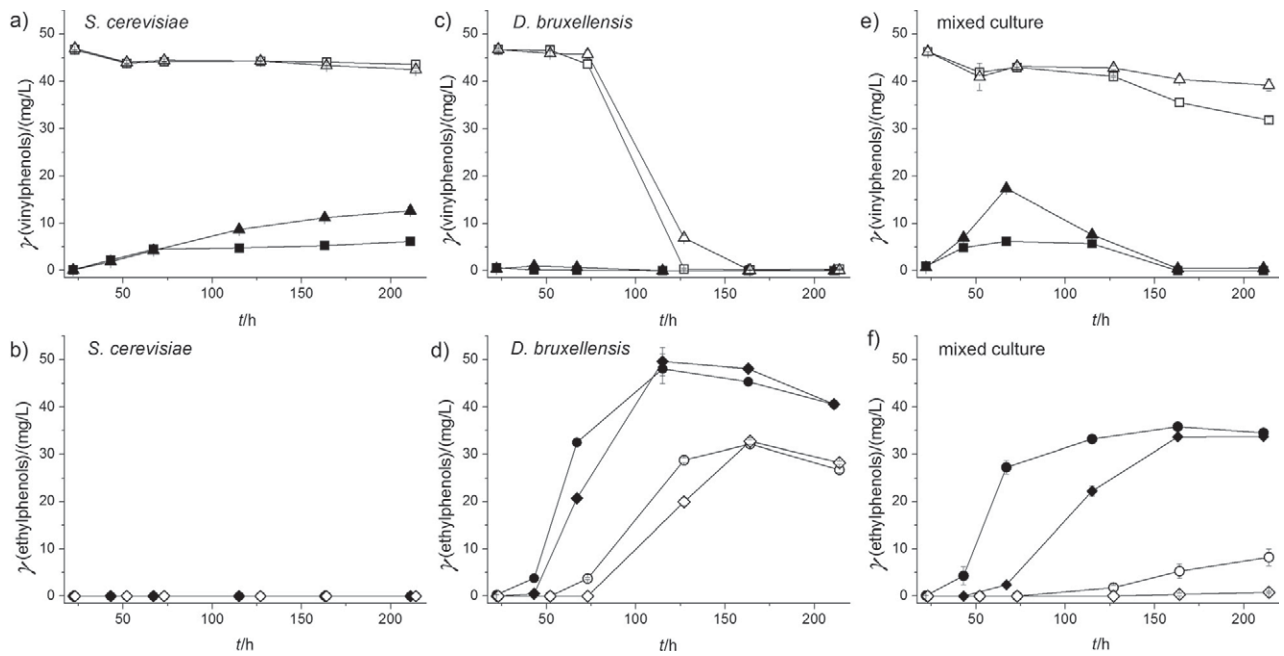 a) S. cerevisiae
50
40
30
20
10
0
γ(vinylphenols)/(mg/L)
50 100 150 200
t/h
c) D. bruxellensis
50
40
30
20
10
0
γ(vinylphenols)/(mg/L)
50 100 150 200
t/h
e) mixed culture
50
40
30
20
10
0
γ(vinylphenols)/(mg/L)
50 100 150 200
t/h
b) S. cerevisiae
50
40
30
20
10
0
γ(ethylphenols)/(mg/L)
50 100 150 200
t/h
d) D. bruxellensis
50
40
30
20
10
0
γ(ethylphenols)/(mg/L)
50 100 150 200
t/h
f) mixed culture
50
40
30
20
10
0
γ(ethylphenols)/(mg/L)
50 100 150 200
t/h